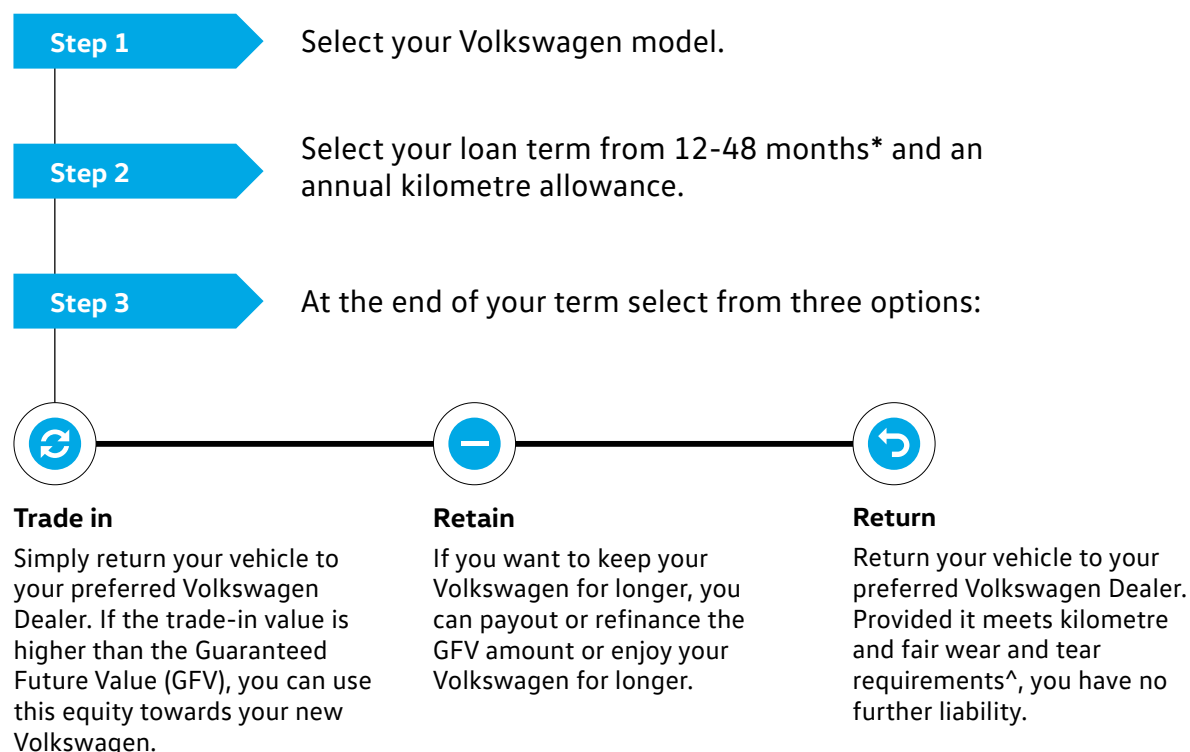 Step 1
Select your Volkswagen model.
Step 2
Select your loan term from 12-48 months* and an
annual kilometre allowance.
Step 3
At the end of your term select from three options:
Trade in
Simply return your vehicle to
your preferred Volkswagen
Dealer. If the trade-in value is
higher than the Guaranteed
Future Value (GFV), you can use
this equity towards your new
Volkswagen.
Retain
If you want to keep your
Volkswagen for longer, you
can payout or refinance the
GFV amount or enjoy your
Volkswagen for longer.
Return
Return your vehicle to your
preferred Volkswagen Dealer.
Provided it meets kilometre
and fair wear and tear
requirements^, you have no
further liability.